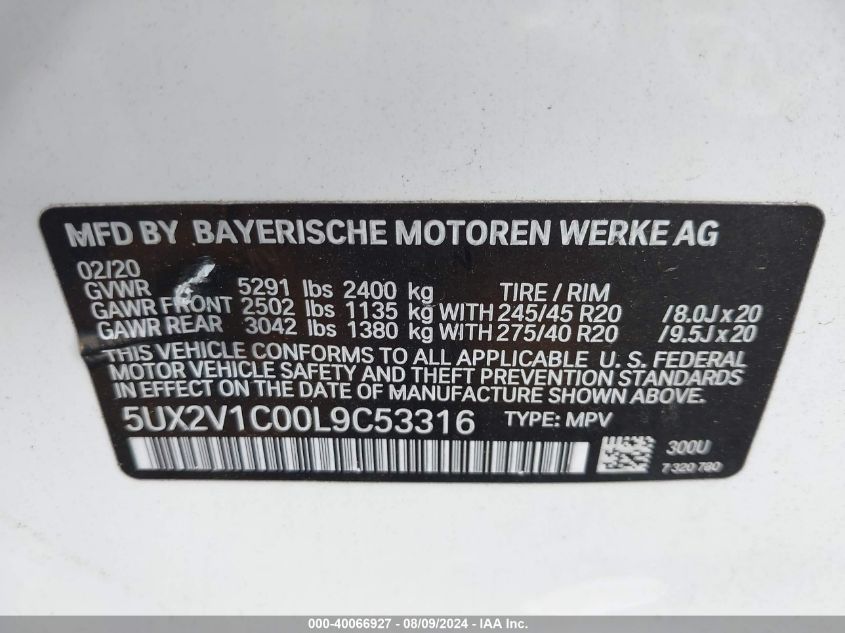 MFD BY BAYERISCHE MOTOREN WERKE AG
02/20
GVWR 5291 lbs 2400 kg TIRE / RIM
GAWR FRONT 2502 lbs 1135 kg WITH 245/45 R20 /8.0J x 20
GAWR REAR 3042 lbs 1380 kg WITH 275/40 R20 /9.5J x 20
THIS VEHICLE CONFORMS TO ALL APPLICABLE U. S. FEDERAL
MOTOR VEHICLE SAFETY AND THEFT PREVENTION STANDARDS
IN EFFECT ON THE DATE OF MANUFACTURE SHOWN ABOVE.
5UX2V1C00L9C53316 TYPE: MPV
300U
7 320 780
000-40066927 - 08/09/2024 - IAA Inc.